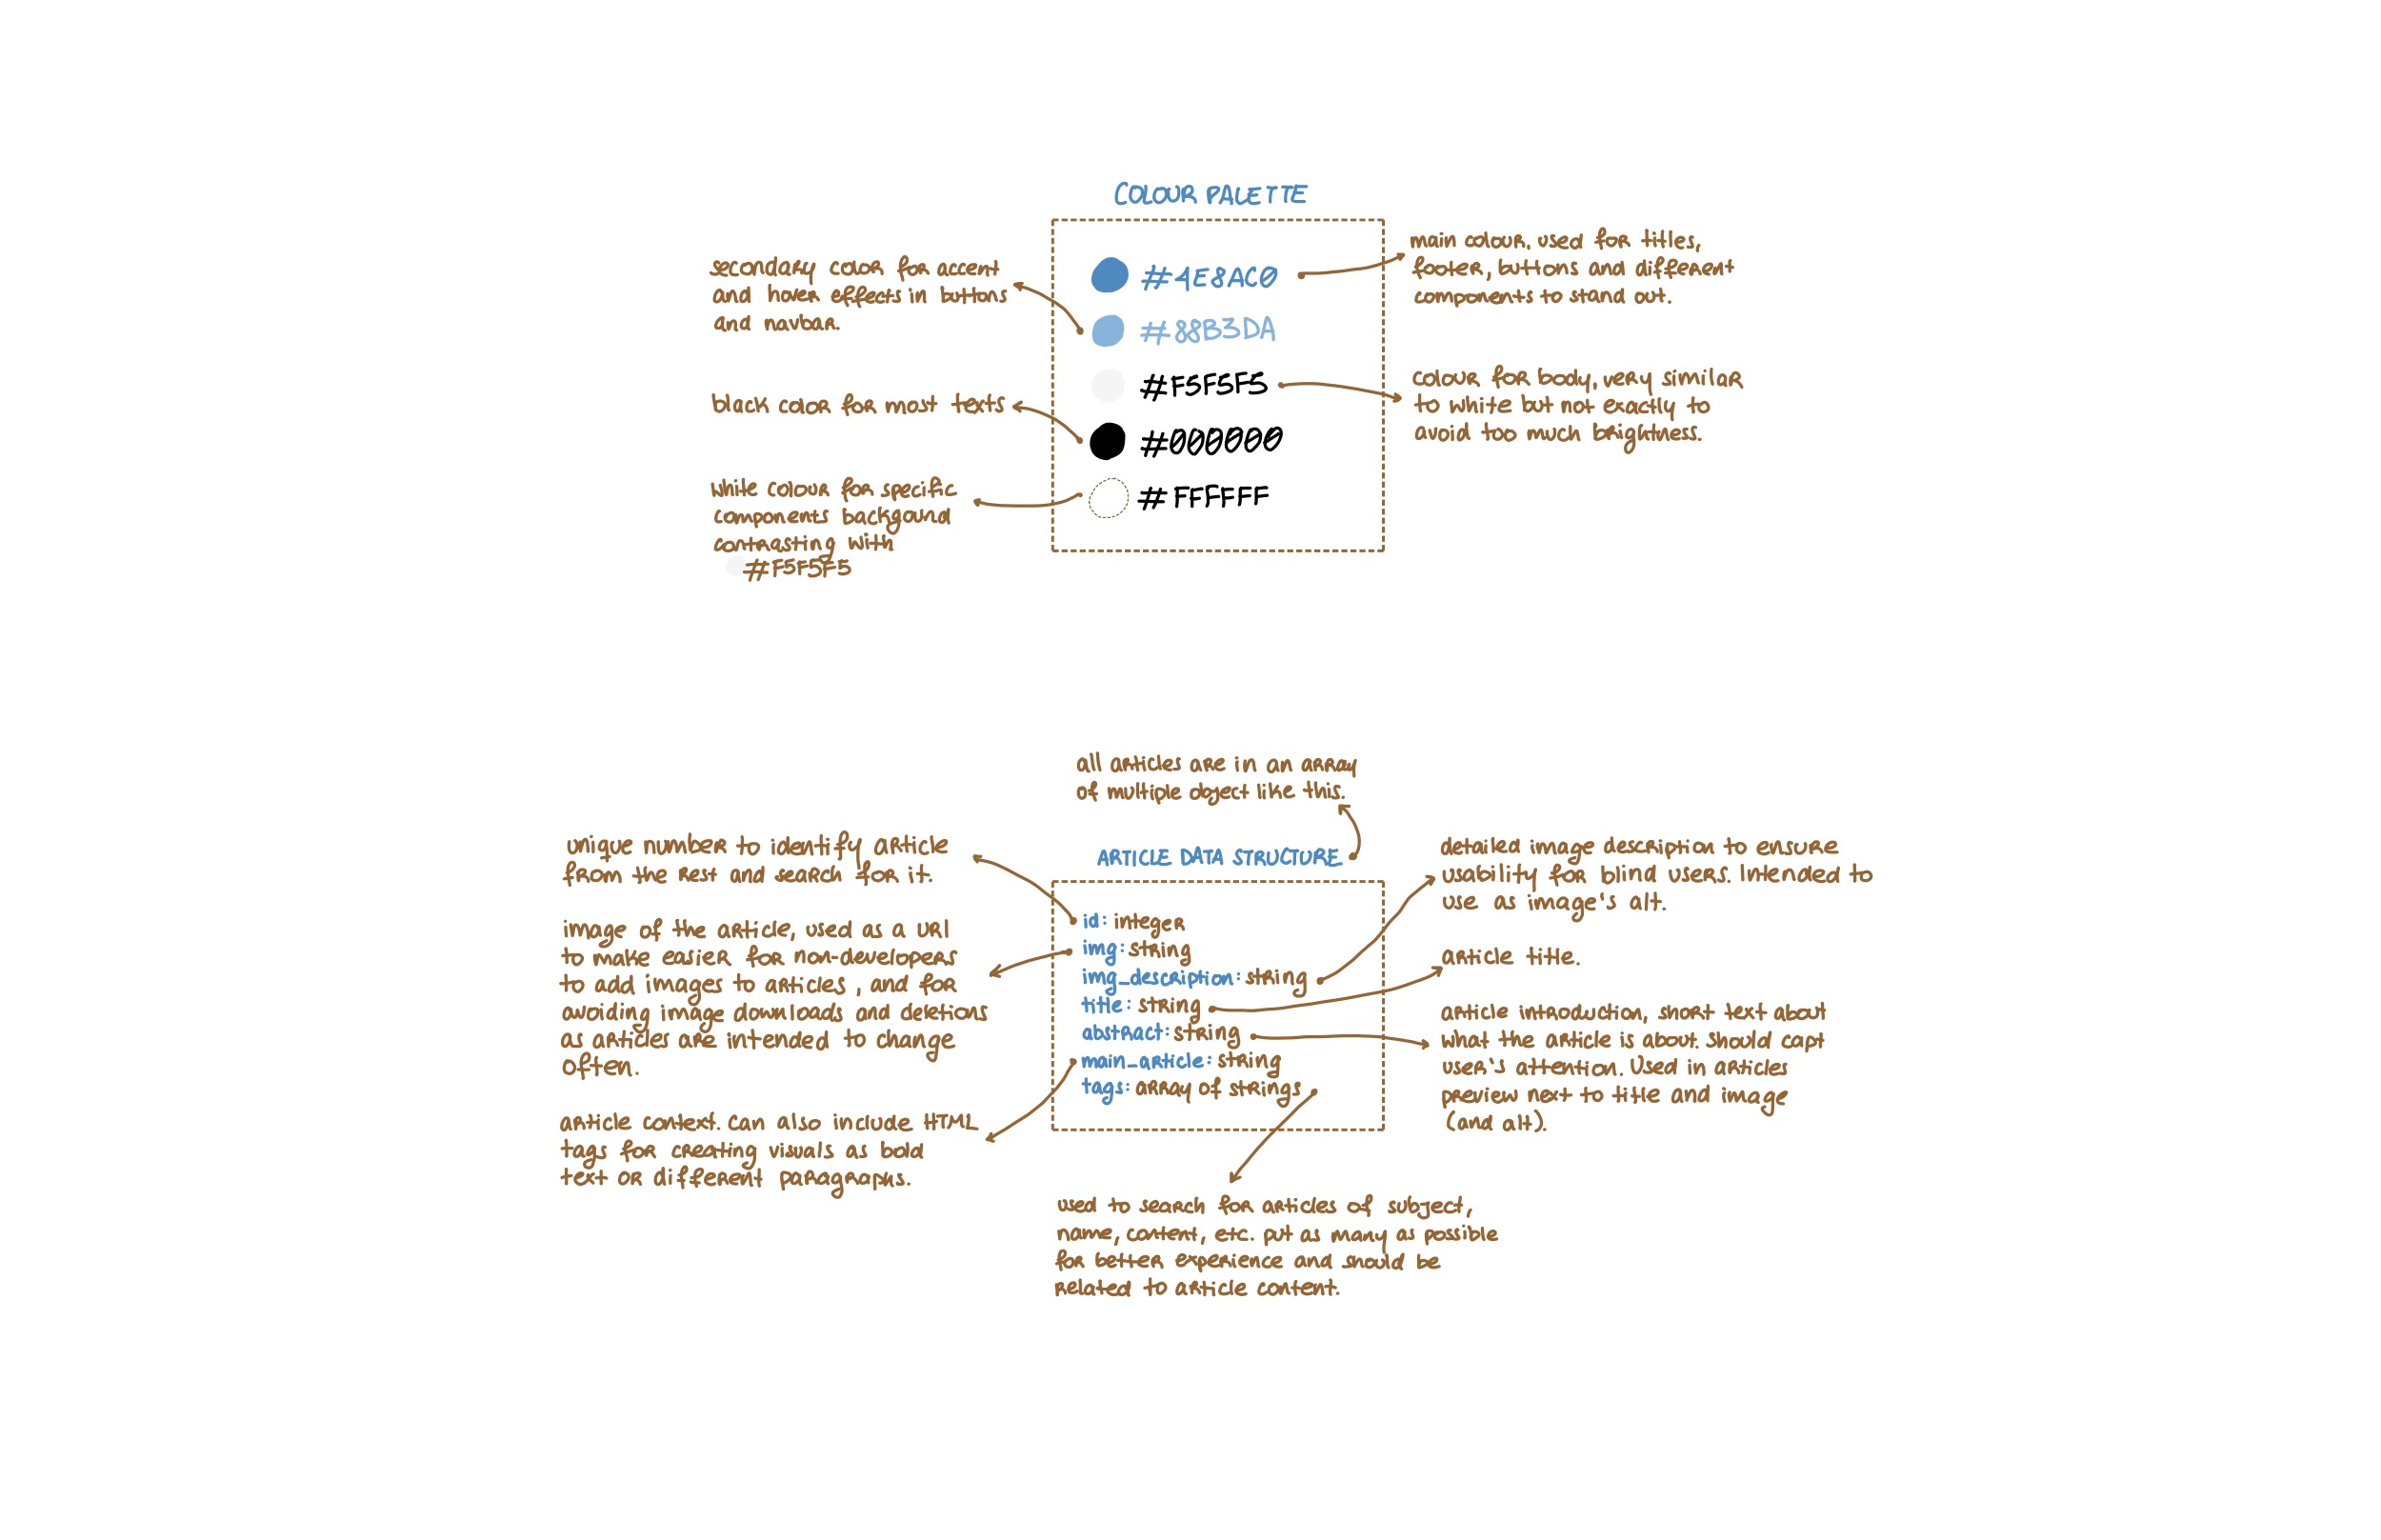 COLOUR PALETTE
#4E8AC0
#88B3DA
#F5F5F5
#000000
#FFFFFF
secondary color for accent
and hover effects in buttons
and navbar.
black color for most texts
white colour for specific
components backgound
contrasting with
#F5F5F5
main colour, used for titles,
footer, buttons and different
components to stand out.
colour for body, very similar
to white but not exactly to
avoid too much brightness.
all articles are in an array
of multiple object like this.
ARTICLE DATA STRUCTURE
id: integer
img: string
img_description: string
title: string
abstract: string
main_article: string
tags: array of strings
unique number to identify article
from the rest and search for it.
image of the article, used as a URI
to make easier for non-developers
to add images to articles, and for
avoiding image downloads and deletions
as articles are intended to change
often.
article context. Can also include HTML
tags for creating visuals as bold
text or different paragraphs.
detailed image description to ensure
usability for blind users. Intended to
use as image's alt.
article title.
article introduction, short text about
what the article is about. Should capt
user's attention. Used in articles
preview next to title and image
(and alt).
used to search for articles of subject,
name, content, etc. put as many as possible
for better experience and should be
related to article content.